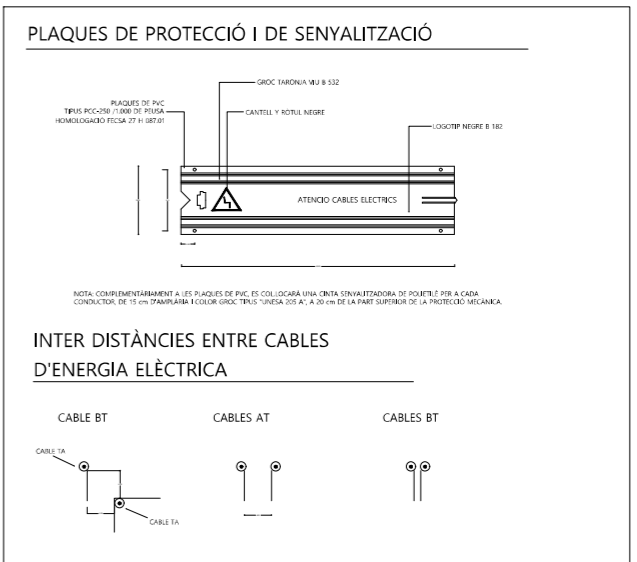 PLAQUES DE PROTECCIÓ I DE SENYALITZACIÓ
GROC TARONJA VIU B 532
PLAQUES DE PVC
TIPUS PCC-250 /1.000 DE PEUSA
HOMOLOGACIÓ FECSA 27 H 087.01
CANTELL Y ROTUL NEGRE
LOGOTIP NEGRE B 182
ATENCIO CABLES ELECTRICS
NOTA: COMPLEMENTÀRIAMENT A LES PLAQUES DE PVC, ES COL.LOCARÀ UNA CINTA SENYALITZADORA DE POLIETILÈ PER A CADA
CONDUCTOR, DE 15 cm D'AMPLÀRIA I COLOR GROC TIPUS "UNESA 205 A", A 20 cm DE LA PART SUPERIOR DE LA PROTECCIÓ MECÀNICA.
INTER DISTÀNCIES ENTRE CABLES
D'ENERGIA ELÈCTRICA
CABLE BT
CABLES AT
CABLES BT
CABLE TA
CABLE TA